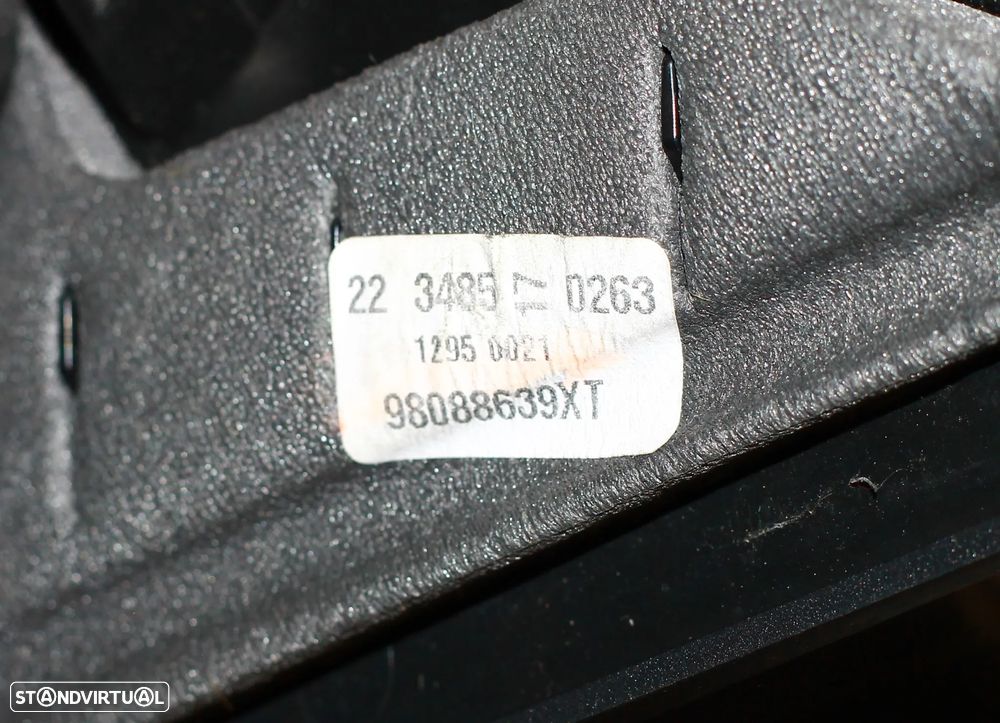 22 3485 17 0263
1295 0021
98088639XT
STANDVIRTUAL